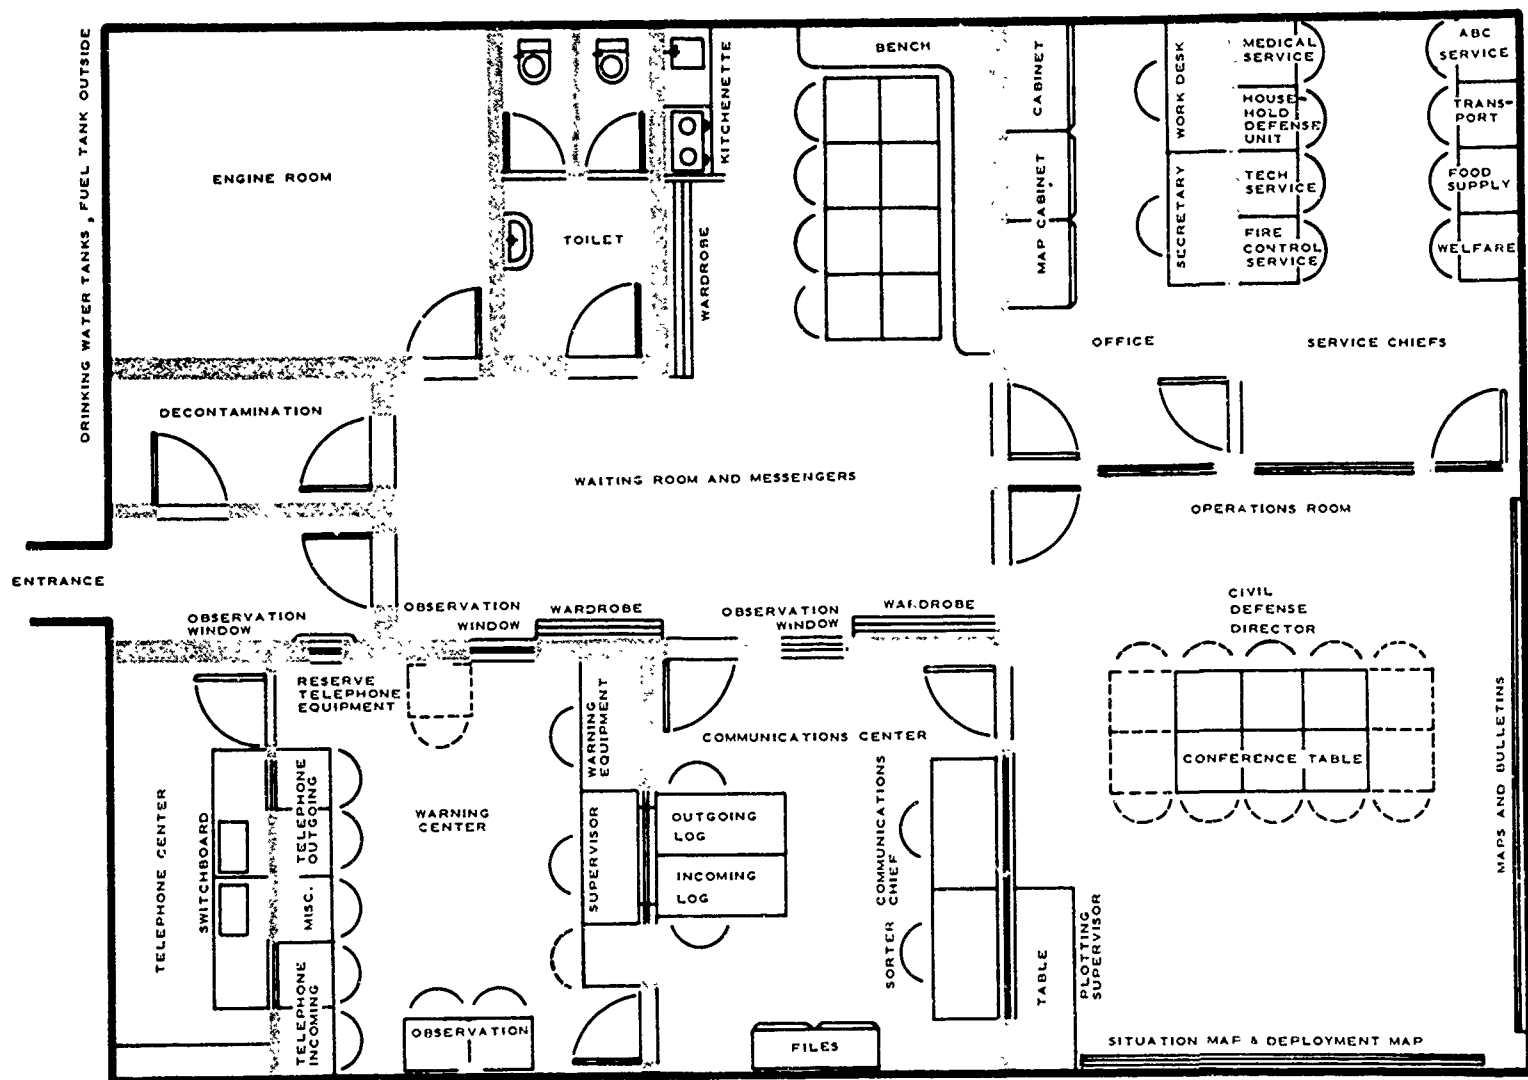 DRINKING WATER TANKS, FUEL TANK OUTSIDE
ENGINE ROOM
TOILET
KITCHENETTE
WARDROBE
BENCH
CABINET
MAP CABINET
WORK DESK
SECRETARY
MEDICAL
SERVICE
HOUSE-
HOLD
DEFENSE
UNIT
TECH
SERVICE
FIRE
CONTROL
SERVICE
ABC
SERVICE
TRANS-
PORT
FOOD
SUPPLY
WELFARE
OFFICE
SERVICE CHIEFS
DECONTAMINATION
WAITING ROOM AND MESSENGERS
OPERATIONS ROOM
ENTRANCE
OBSERVATION
WINDOW
OBSERVATION
WINDOW
WARDROBE
OBSERVATION
WINDOW
WARDROBE
CIVIL
DEFENSE
DIRECTOR
RESERVE
TELEPHONE
EQUIPMENT
WARNING
EQUIPMENT
COMMUNICATIONS CENTER
CONFERENCE TABLE
MAPS AND BULLETINS
TELEPHONE CENTER
SWITCHBOARD
TELEPHONE
OUTGOING
MISC.
TELEPHONE
INCOMING
WARNING
CENTER
SUPERVISOR
OUTGOING
LOG
INCOMING
LOG
COMMUNICATIONS
CHIEF
SORTER
TABLE
PLOTTING
SUPERVISOR
OBSERVATION
FILES
SITUATION MAP & DEPLOYMENT MAP